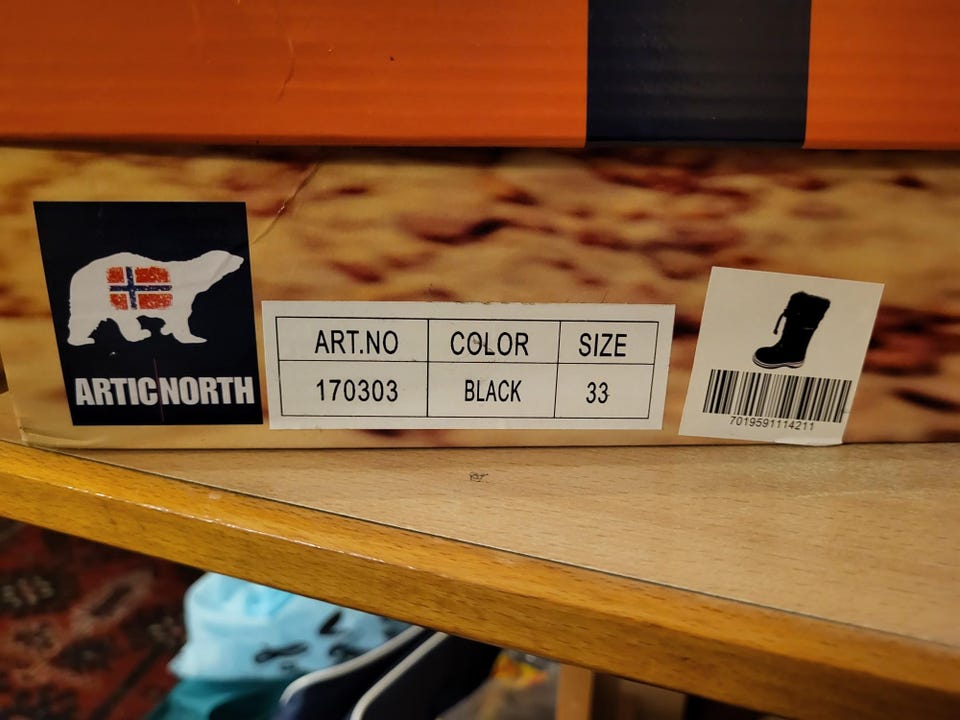 ARTICNORTH
ART.NO COLOR SIZE
170303 BLACK 33
7019591114211